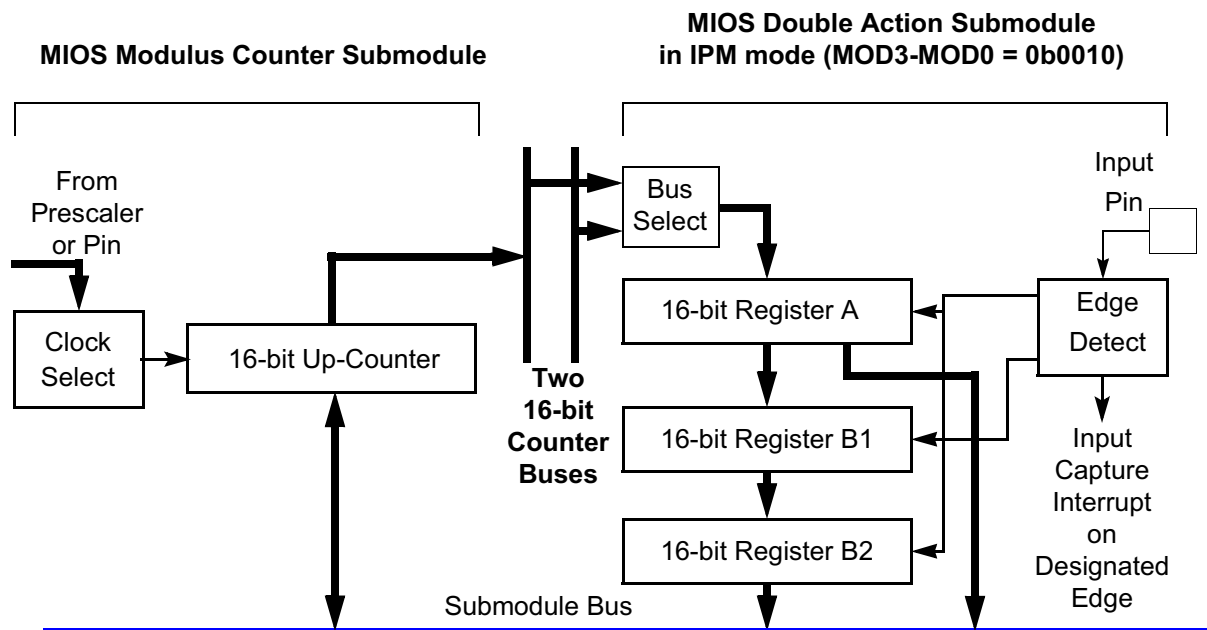 MIOS Modulus Counter Submodule
MIOS Double Action Submodule
in IPM mode (MOD3-MOD0 = 0b0010)
From
Prescaler
or Pin
Clock
Select
16-bit Up-Counter
Two
16-bit
Counter
Buses
Bus
Select
16-bit Register A
16-bit Register B1
16-bit Register B2
Input
Pin
Edge
Detect
Input
Capture
Interrupt
on
Designated
Edge
Submodule Bus